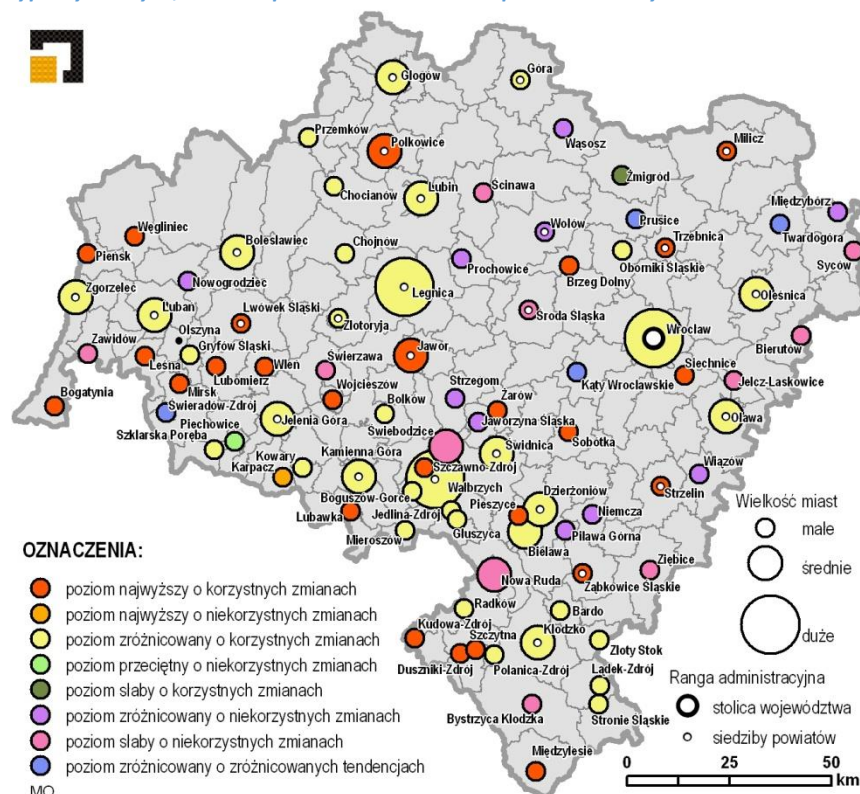 Głogów
Góra
Przemków
Polkowice
Wąsosz
Milicz
Żmigród
Chocianów
Lubin
Ścinawa
Międzybórz
Węgliniec
Wołów
Prusice
Twardogóra
Pieńsk
Bolesławiec
Chojnów
Trzebnica
Syców
Nowogrodziec
Prochowice
Oborniki Śląskie
Brzeg Dolny
Zgorzelec
Legnica
Oleśnica
Lubań
Lwówek Śląski
Złotoryja
Środa Śląska
Wrocław
Olszyna
Zawidów
Gryfów Śląski
Świerzawa
Jawor
Bierutów
Leśna
Lubomierz
Wleń
Siechnice
Mirsk
Wojcieszów
Strzegom
Kąty Wrocławskie
Jelcz-Laskowice
Bogatynia
Świeradów-Zdrój
Bolków
Żarów
Piechowice
Jelenia Góra
Świebodzice
Jaworzyna Śląska
Oława
Szklarska Poręba
Sobótka
Kowary
Kamienna Góra
Świdnica
Karpacz
Szczawno-Zdrój
Wiązów
Wałbrzych
Boguszów-Gorce
Pieszyce
Dzierżoniów
Strzelin
Lubawka
Jedlina-Zdrój
Niemcza
Mieroszów
Głuszyca
Piława Górna
Bielawa
Ziębice
Nowa Ruda
Ząbkowice Śląskie
Radków
Bardo
Kudowa-Zdrój
Szczytna
Kłodzko
Złoty Stok
Duszniki-Zdrój
Polanica-Zdrój
Lądek-Zdrój
Bystrzyca Kłodzka
Stronie Śląskie
Międzylesie
Wielkość miast
małe
średnie
duże
Ranga administracyjna
stolica województwa
siedziby powiatów
0 25 50
km
OZNACZENIA:
poziom najwyższy o korzystnych zmianach
poziom najwyższy o niekorzystnych zmianach
poziom zróżnicowany o korzystnych zmianach
poziom przeciętny o niekorzystnych zmianach
poziom słaby o korzystnych zmianach
poziom zróżnicowany o niekorzystnych zmianach
poziom słaby o niekorzystnych zmianach
poziom zróżnicowany o zróżnicowanych tendencjach
MO